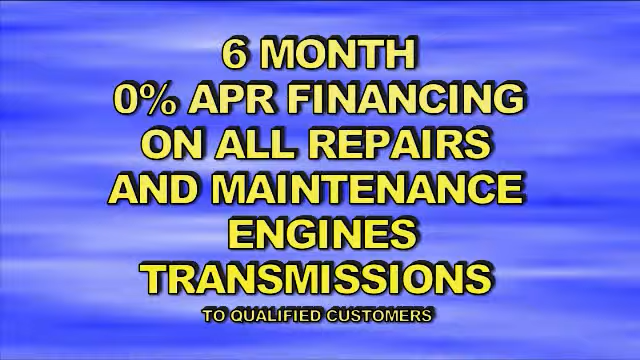 6 MONTH
0% APR FINANCING
ON ALL REPAIRS
AND MAINTENANCE
ENGINES
TRANSMISSIONS
TO QUALIFIED CUSTOMERS